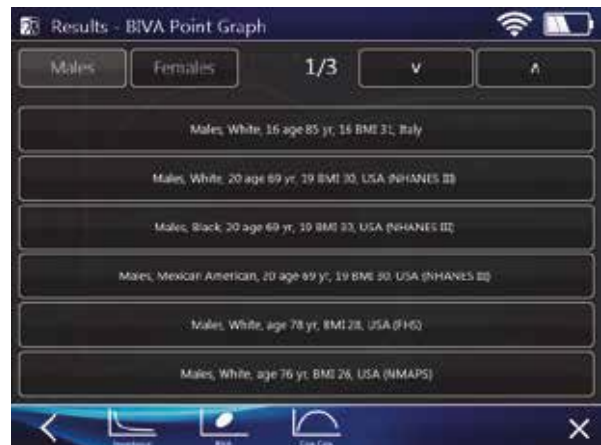 Results - BIVA Point Graph
Males Females 1/3 v ʌ
Males, White, 16 age 85 yr, 16 BMI 31, Italy
Males, White, 20 age 69 yr, 19 BMI 30, USA (NHANES III)
Males, Black, 20 age 69 yr, 19 BMI 33, USA (NHANES III)
Males, Mexican American, 20 age 69 yr, 19 BMI 30, USA (NHANES III)
Males, White, age 78 yr, BMI 28, USA (FHS)
Males, White, age 76 yr, BMI 26, USA (NMAPS)
BIVA Cole-Cole